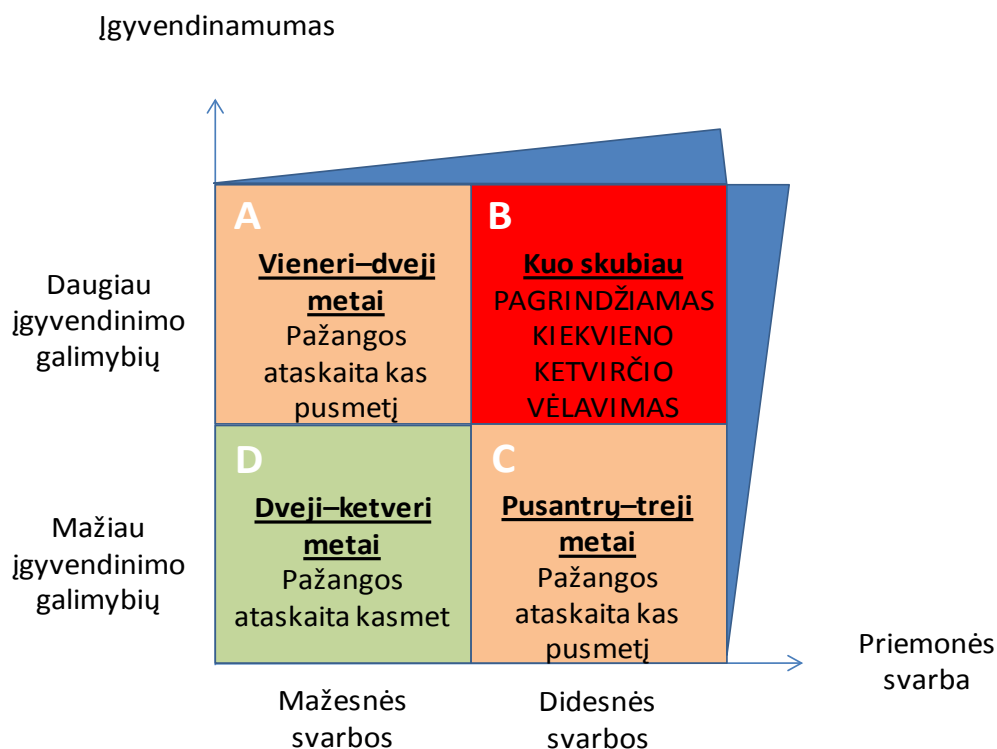 Įgyvendinamumas
Daugiau
įgyvendinimo
galimybių
A
Vieneri–dveji
metai
Pažangos
ataskaita kas
pusmetį
B
Kuo skubiau
PAGRINDŽIAMAS
KIEKVIENO
KETVIRČIO
VĖLAVIMAS
Mažiau
įgyvendinimo
galimybių
D
Dveji–ketveri
metai
Pažangos
ataskaita kasmet
C
Pusantrų–treji
metai
Pažangos
ataskaita kas
pusmetį
Priemonės
svarba
Mažesnės
svarbos
Didesnės
svarbos